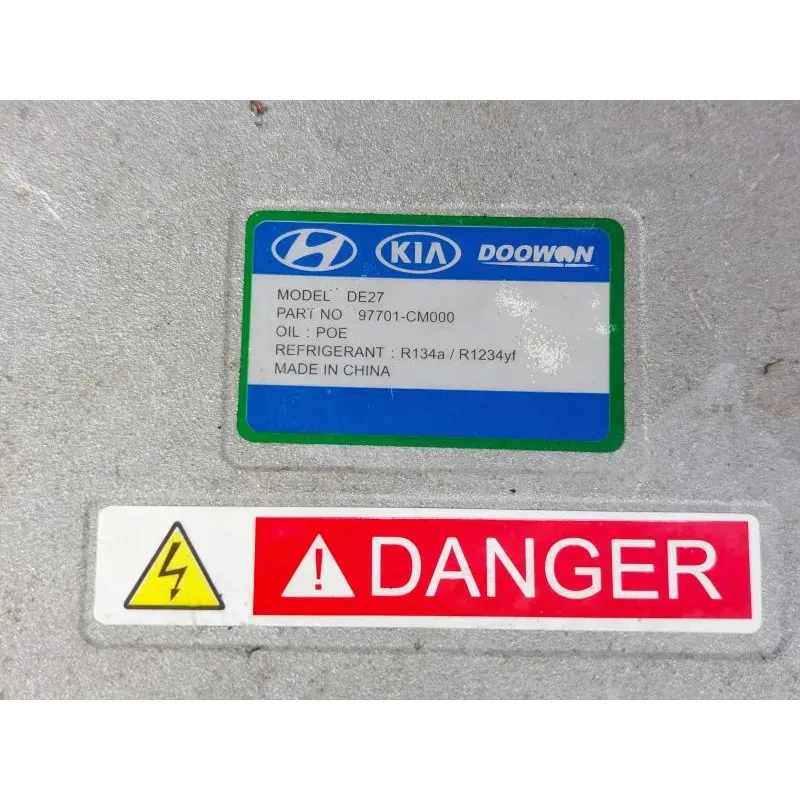 H KIA DOOWON
MODEL DE27
PART NO 97701-CM000
OIL : POE
REFRIGERANT : R134a / R1234yf
MADE IN CHINA
! DANGER